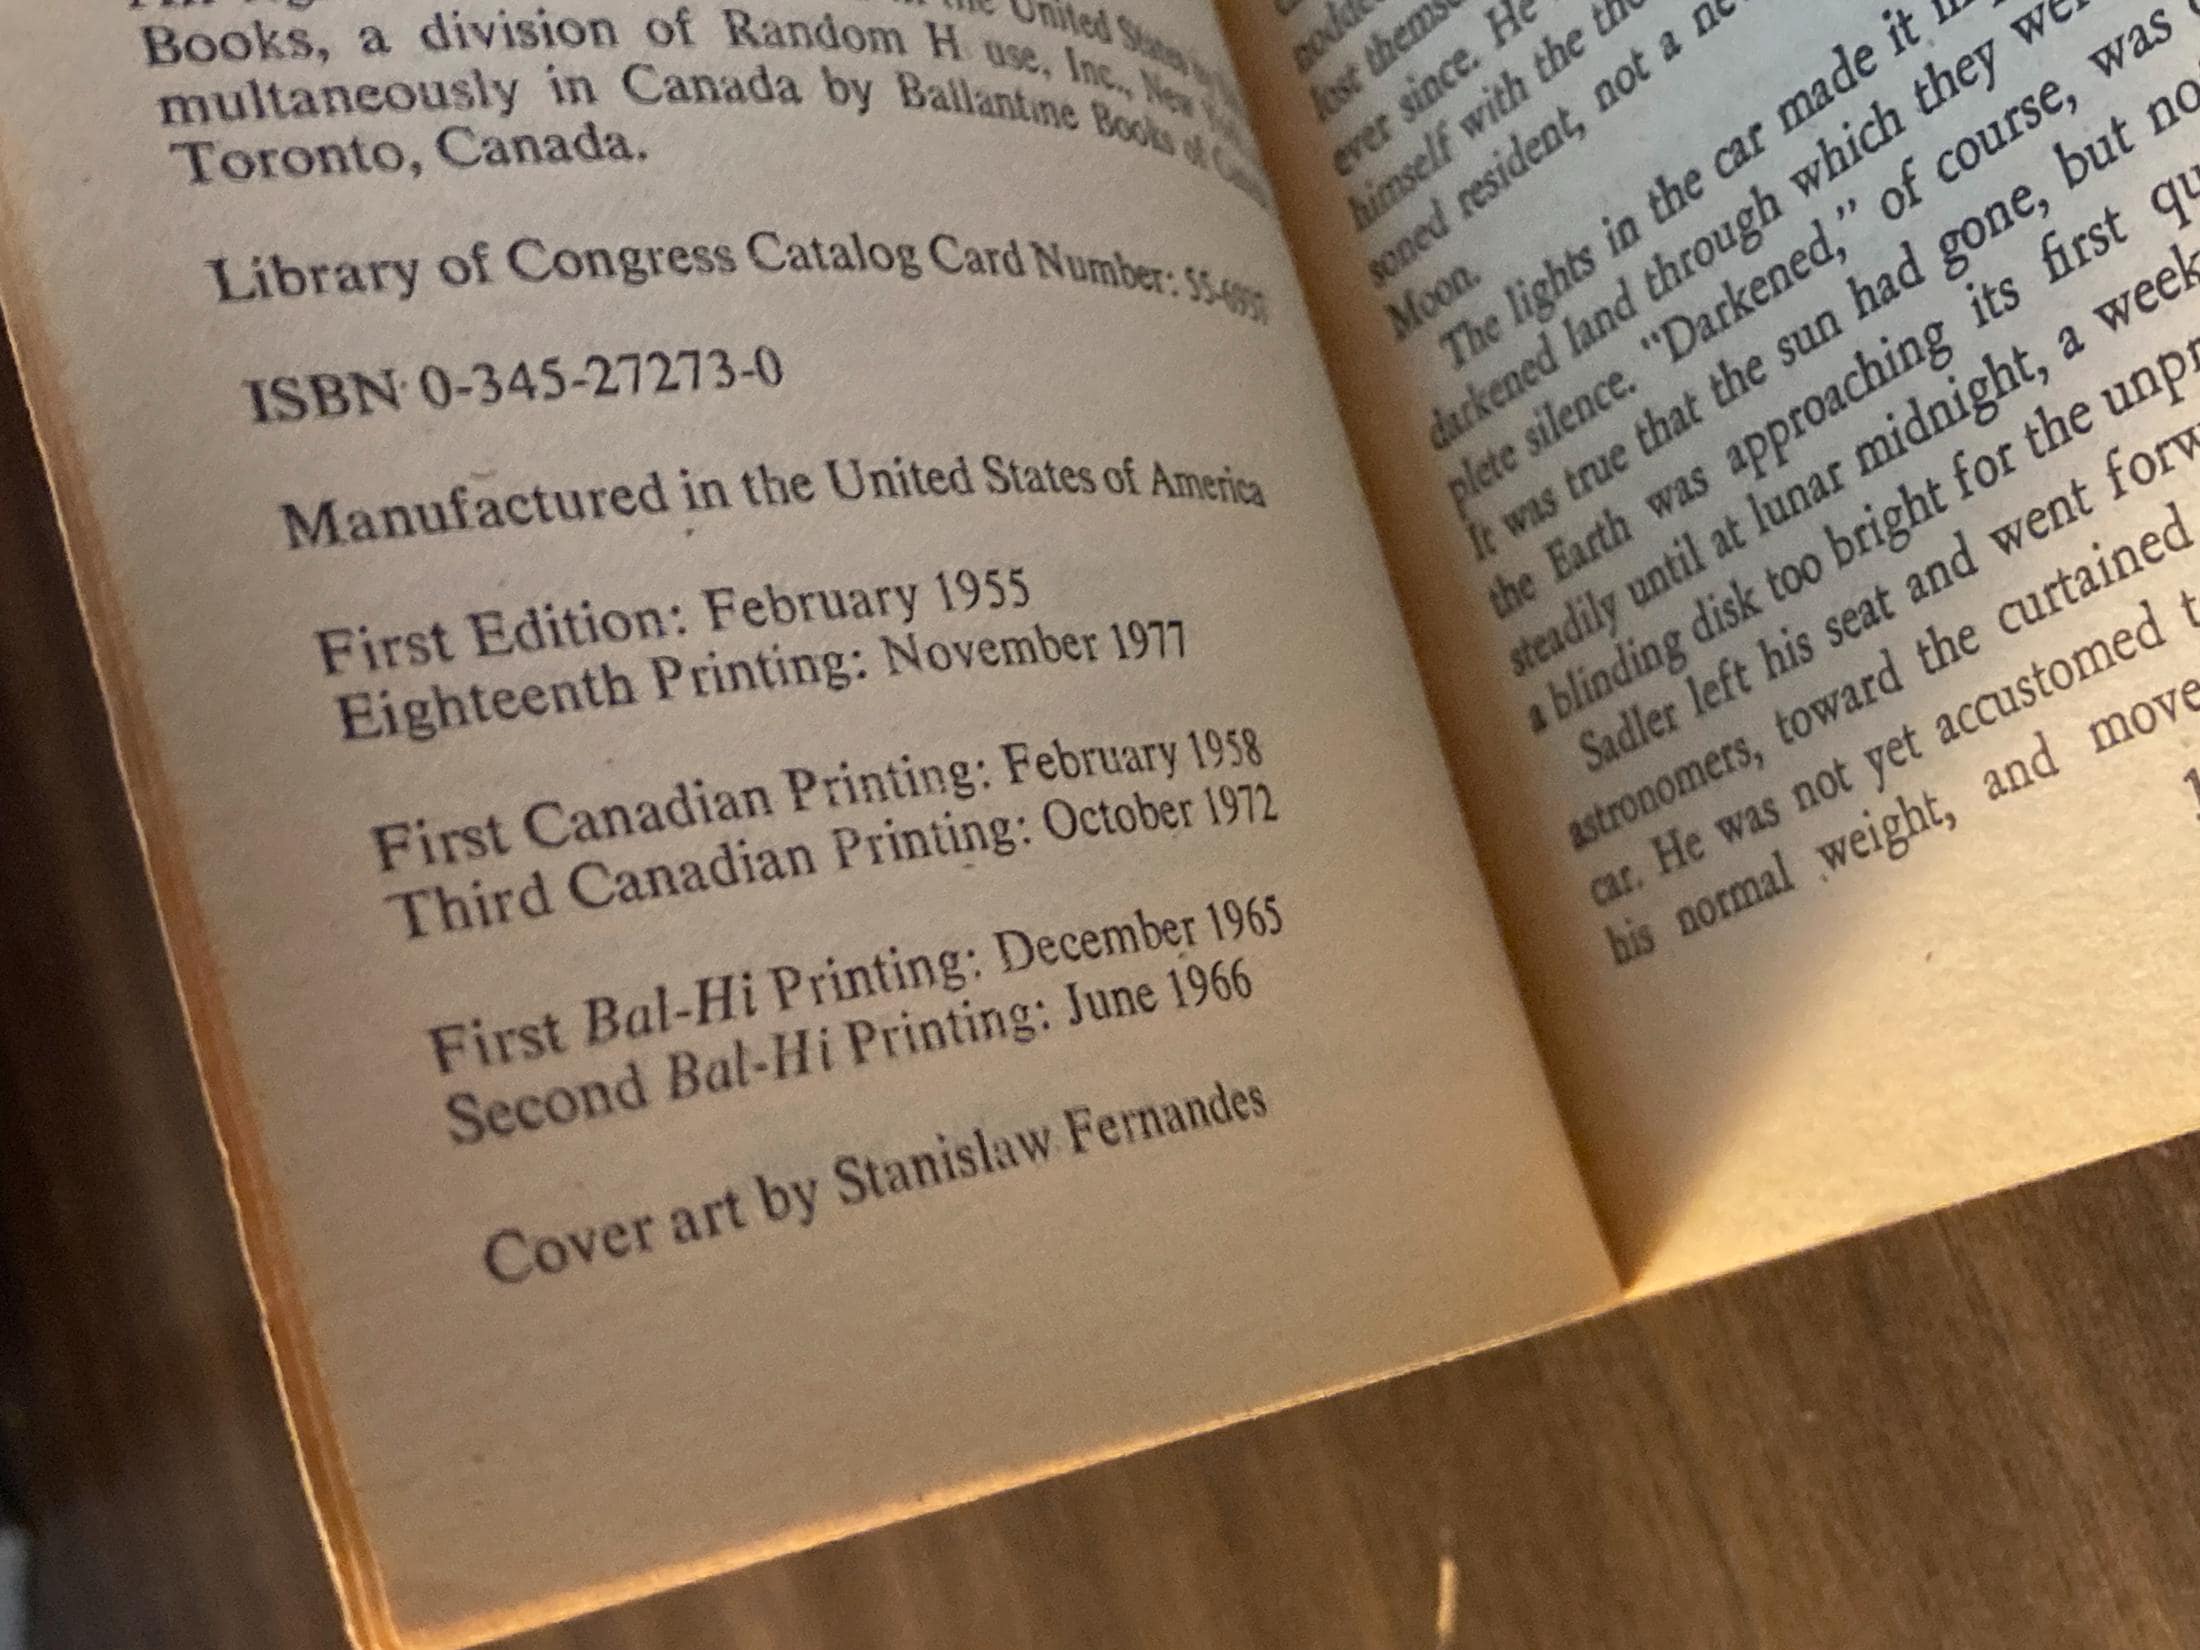 the United States by
Books, a division of Random H use, Inc., New
multaneously in Canada by Ballantine Books of
Toronto, Canada.
Library of Congress Catalog Card Number:
ISBN 0-345-27273-0
Manufactured in the United States of America
First Edition: February 1955
Eighteenth Printing: November 1977
First Canadian Printing: February 1958
Third Canadian Printing: October 1972
First Bal-Hi Printing: December 1965
Second Bal-Hi Printing: June 1966
Cover art by Stanislaw Fernandes
lost
ever since. He
himself with the
soned resident, not a
Moon.
The lights in the car made it
darkened land through which they
plete silence. "Darkened," of course, was
It was true that the sun had gone, but
the Earth was approaching its first
steadily until at lunar midnight, a week
a blinding disk too bright for the
Sadler left his seat and went
astronomers, toward the curtained
car. He was not yet accustomed
his normal weight, and